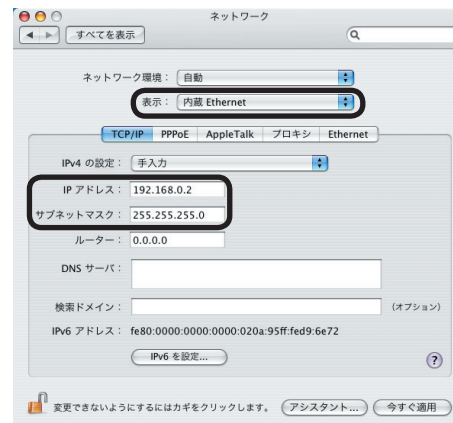 ネットワーク
すべてを表示
ネットワーク環境： 自動
表示： 内蔵 Ethernet
TCP/IP PPPoE AppleTalk プロキシ Ethernet
IPv4 の設定： 手入力
IP アドレス： 192.168.0.2
サブネットマスク： 255.255.255.0
ルーター： 0.0.0.0
DNS サーバ：
検索ドメイン： (オプション)
IPv6 アドレス： fe80:0000:0000:0000:020a:95ff:fed9:6e72
IPv6 を設定... ?
変更できないようにするにはカギをクリックします。 アシスタント... 今すぐ適用